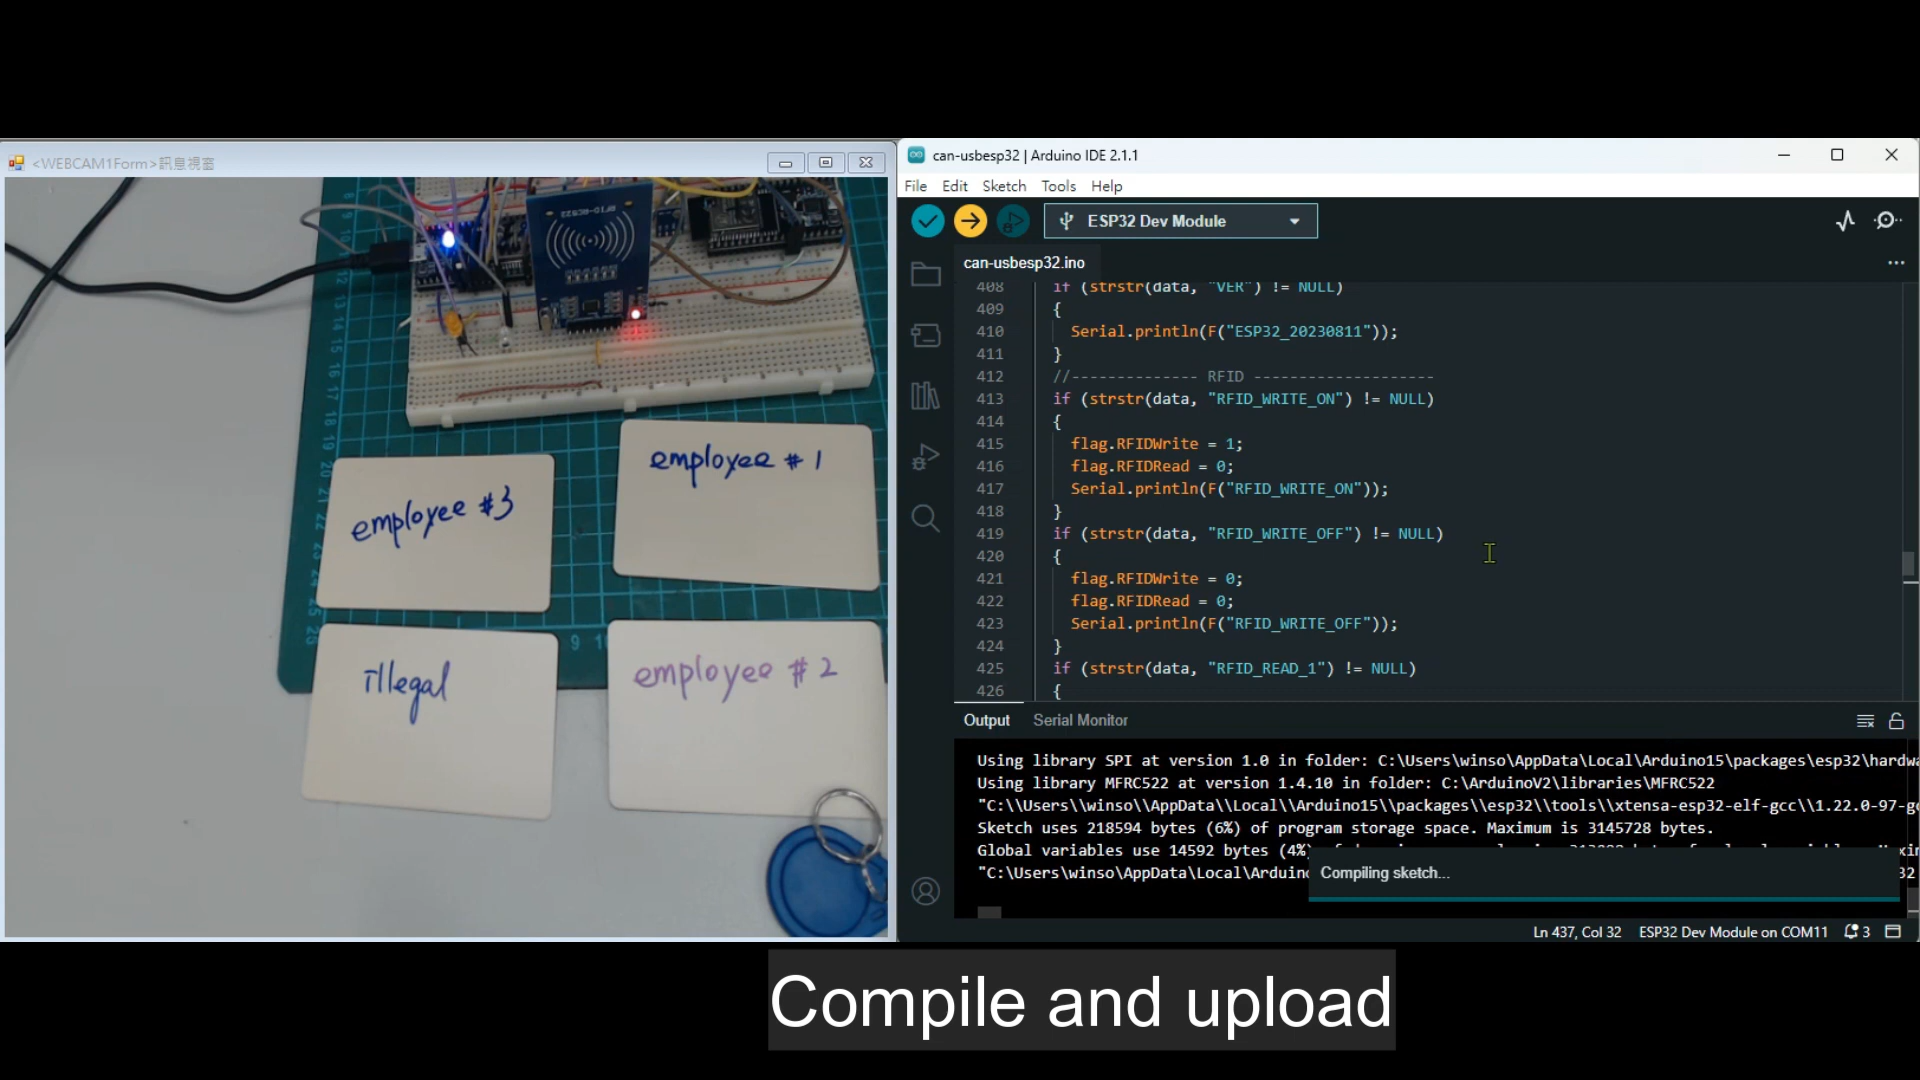 <WEBCAM1Form>訊息視窗
RFID-RC522
employee #1
employee #3
illegal
employee #2
can-usbesp32 | Arduino IDE 2.1.1
File Edit Sketch Tools Help
ESP32 Dev Module
can-usbesp32.ino
408 if (strstr(data, "VER") != NULL)
409 {
410 Serial.println(F("ESP32_20230811"));
411 }
412 //-------------- RFID --------------------
413 if (strstr(data, "RFID_WRITE_ON") != NULL)
414 {
415 flag.RFIDWrite = 1;
416 flag.RFIDRead = 0;
417 Serial.println(F("RFID_WRITE_ON"));
418 }
419 if (strstr(data, "RFID_WRITE_OFF") != NULL)
420 {
421 flag.RFIDWrite = 0;
422 flag.RFIDRead = 0;
423 Serial.println(F("RFID_WRITE_OFF"));
424 }
425 if (strstr(data, "RFID_READ_1") != NULL)
426 {
Output Serial Monitor
Using library SPI at version 1.0 in folder: C:\Users\winso\AppData\Local\Arduino15\packages\esp32\hardwa
Using library MFRC522 at version 1.4.10 in folder: C:\ArduinoV2\libraries\MFRC522
"C:\\Users\\winso\\AppData\\Local\\Arduino15\\packages\\esp32\\tools\\xtensa-esp32-elf-gcc\\1.22.0-97-g
Sketch uses 218594 bytes (6%) of program storage space. Maximum is 3145728 bytes.
Global variables use 14592 bytes (4%)
"C:\Users\winso\AppData\Local\Arduin
Compiling sketch...
Ln 437, Col 32 ESP32 Dev Module on COM11 3
Compile and upload